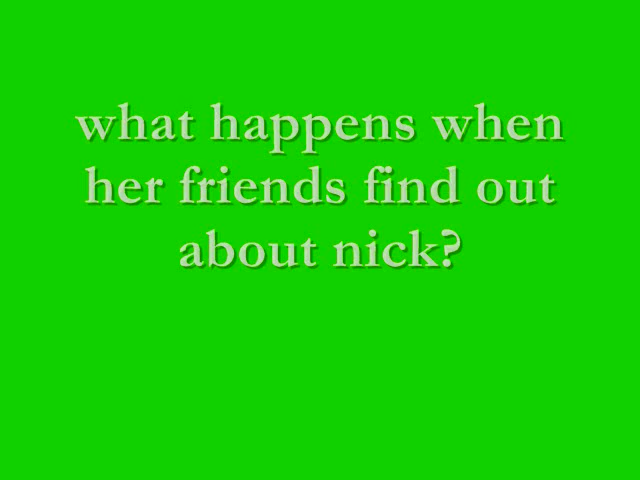 what happens when
her friends find out
about nick?